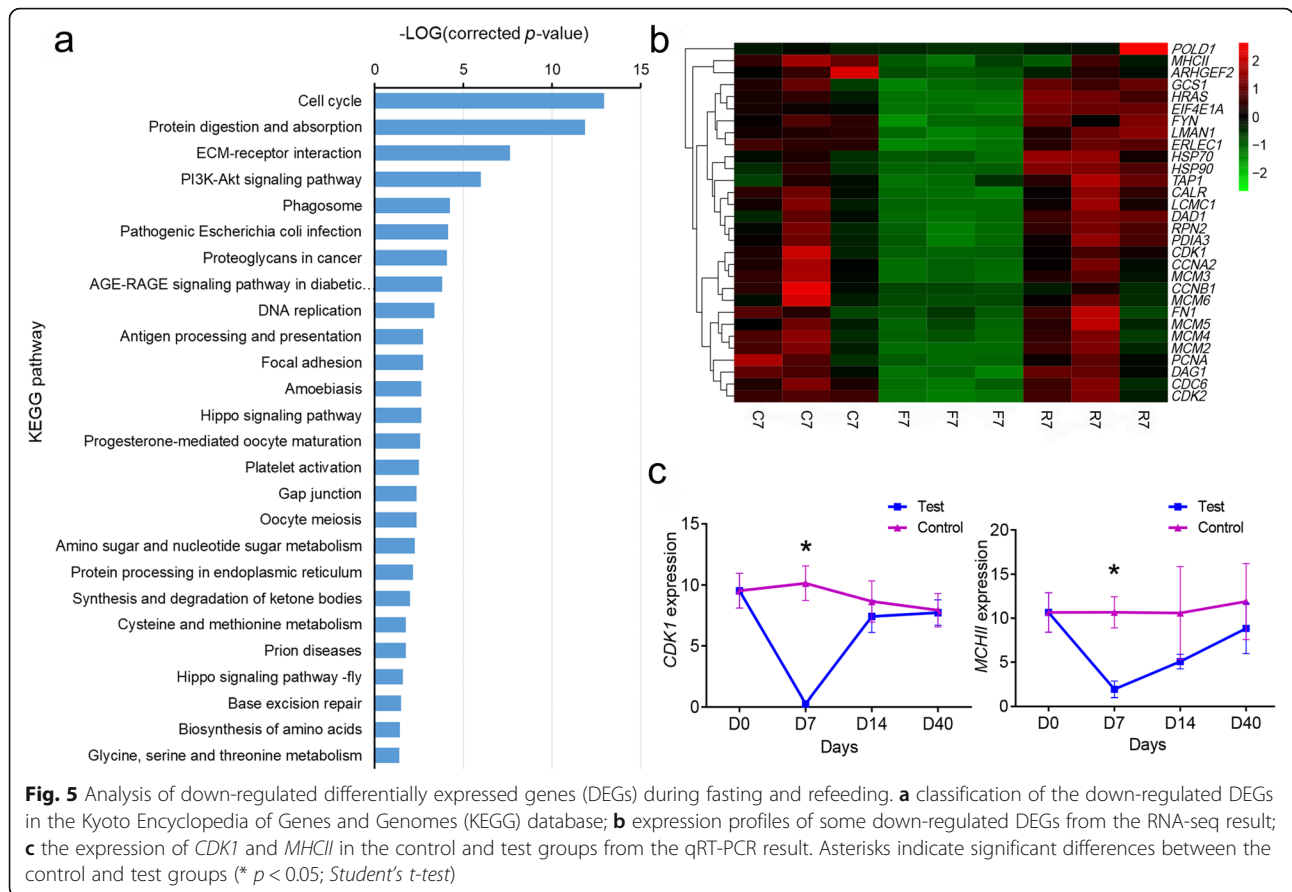 a
-LOG(corrected p-value)
0 5 10 15
KEGG pathway
Cell cycle
Protein digestion and absorption
ECM-receptor interaction
PI3K-Akt signaling pathway
Phagosome
Pathogenic Escherichia coli infection
Proteoglycans in cancer
AGE-RAGE signaling pathway in diabetic…
DNA replication
Antigen processing and presentation
Focal adhesion
Amoebiasis
Hippo signaling pathway
Progesterone-mediated oocyte maturation
Platelet activation
Gap junction
Oocyte meiosis
Amino sugar and nucleotide sugar metabolism
Protein processing in endoplasmic reticulum
Synthesis and degradation of ketone bodies
Cysteine and methionine metabolism
Prion diseases
Hippo signaling pathway -fly
Base excision repair
Biosynthesis of amino acids
Glycine, serine and threonine metabolism
b
POLD1
MHCII
ARHGEF2
GCS1
HRAS
EIF4E1A
FYN
LMAN1
ERLEC1
HSP70
HSP90
TAP1
CALR
LCMC1
DAD1
RPN2
PDIA3
CDK1
CCNA2
MCM3
CCNB1
MCM6
FN1
MCM5
MCM4
MCM2
PCNA
DAG1
CDC6
CDK2
C7 C7 C7 F7 F7 F7 R7 R7 R7
2
1
0
−1
−2
c
Test
Control
15
10
5
0
CDK1 expression
*
D0 D7 D14 D40
Days
Test
Control
20
15
10
5
0
MCHII expression
*
D0 D7 D14 D40
Days
Fig. 5 Analysis of down-regulated differentially expressed genes (DEGs) during fasting and refeeding. a classification of the down-regulated DEGs
in the Kyoto Encyclopedia of Genes and Genomes (KEGG) database; b expression profiles of some down-regulated DEGs from the RNA-seq result;
c the expression of CDK1 and MHCII in the control and test groups from the qRT-PCR result. Asterisks indicate significant differences between the
control and test groups (* p < 0.05; Student's t-test)